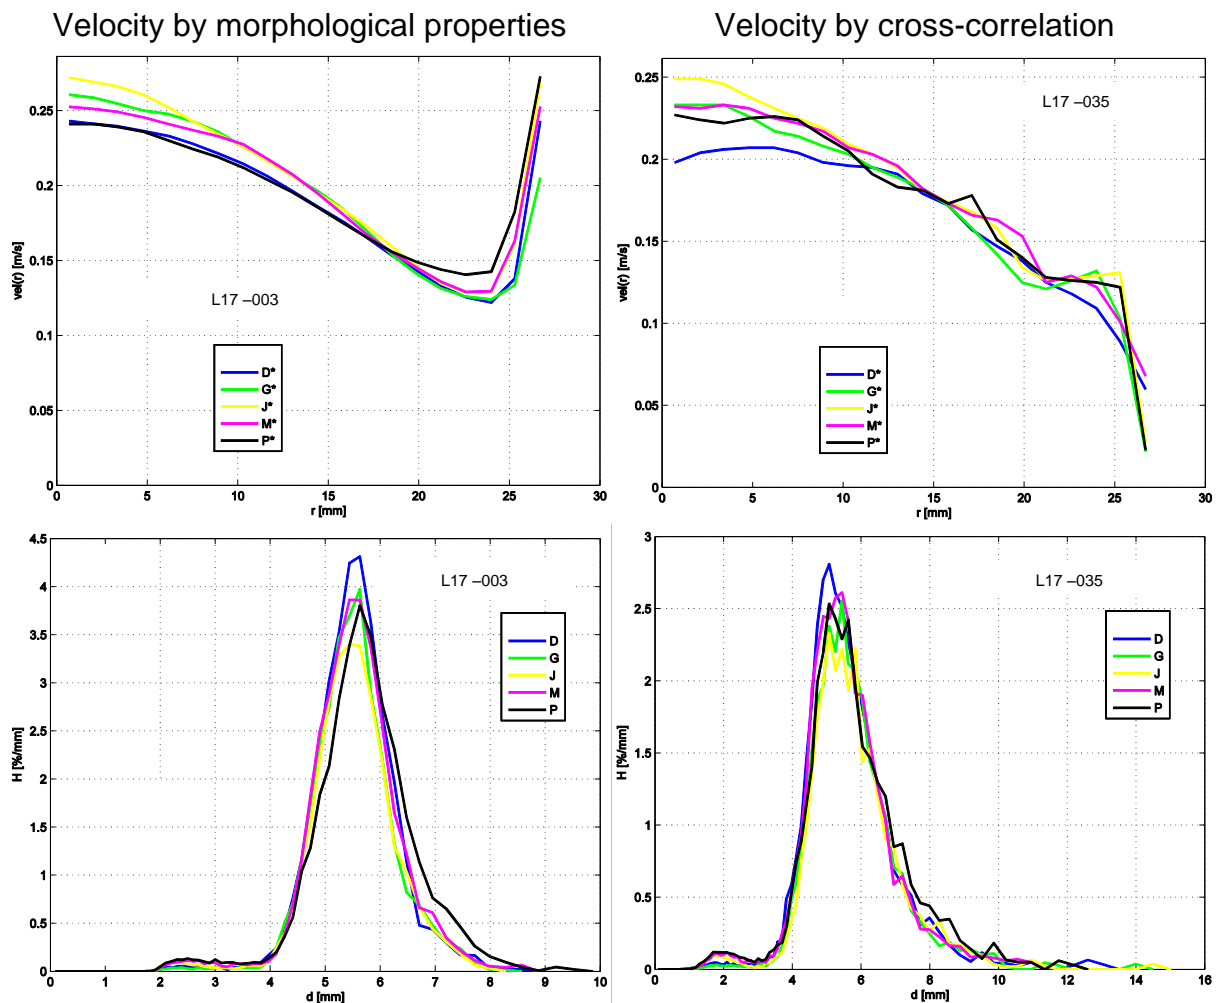 Velocity by morphological properties
Velocity by cross-correlation
0.25
0.2
0.15
0.1
0.05
0
vel(r) [m/s]
L17 –003
D*
G*
J*
M*
P*
0
5
10
15
20
25
30
r [mm]
0.25
0.2
0.15
0.1
0.05
0
vel(r) [m/s]
L17 –035
D*
G*
J*
M*
P*
0
5
10
15
20
25
30
r [mm]
4.5
4
3.5
3
2.5
2
1.5
1
0.5
0
H [%/mm]
L17 –003
D
G
J
M
P
0
1
2
3
4
5
6
7
8
9
10
d [mm]
3
2.5
2
1.5
1
0.5
0
H [%/mm]
L17 –035
D
G
J
M
P
0
2
4
6
8
10
12
14
16
d [mm]